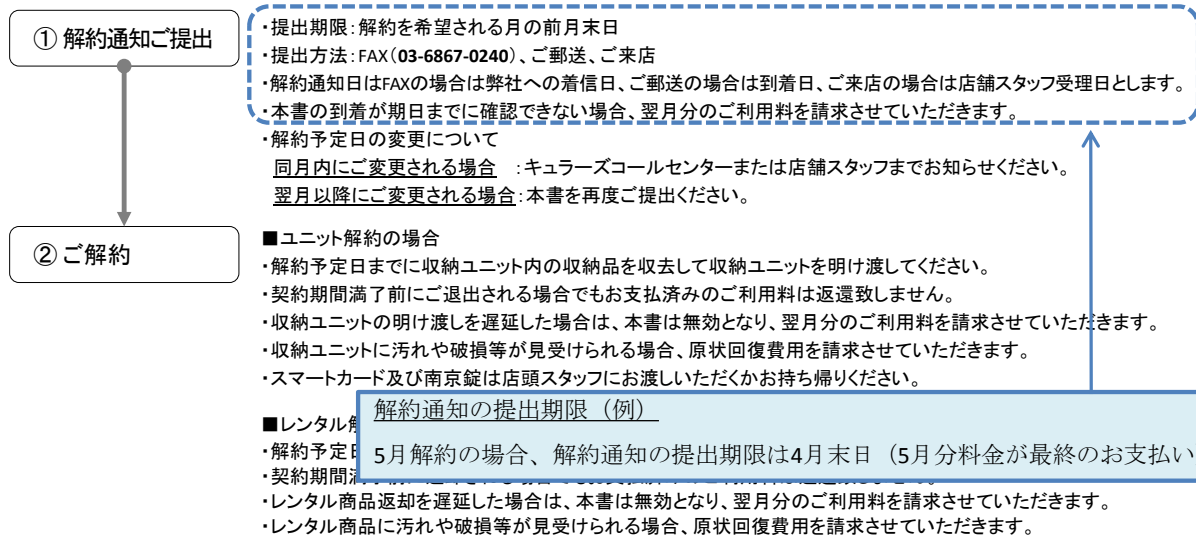 ① 解約通知ご提出
・提出期限：解約を希望される月の前月末日
・提出方法：FAX（03-6867-0240）、ご郵送、ご来店
・解約通知日はFAXの場合は弊社への着信日、ご郵送の場合は到着日、ご来店の場合は店舗スタッフ受理日とします。
・本書の到着が期日までに確認できない場合、翌月分のご利用料を請求させていただきます。
・解約予定日の変更について
同月内にご変更される場合　：キュラーズコールセンターまたは店舗スタッフまでお知らせください。
翌月以降にご変更される場合：本書を再度ご提出ください。
② ご解約
■ユニット解約の場合
・解約予定日までに収納ユニット内の収納品を収去して収納ユニットを明け渡してください。
・契約期間満了前にご退出される場合でもお支払済みのご利用料は返還致しません。
・収納ユニットの明け渡しを遅延した場合は、本書は無効となり、翌月分のご利用料を請求させていただきます。
・収納ユニットに汚れや破損等が見受けられる場合、原状回復費用を請求させていただきます。
・スマートカード及び南京錠は店頭スタッフにお渡しいただくかお持ち帰りください。
解約通知の提出期限（例）
5月解約の場合、解約通知の提出期限は4月末日（5月分料金が最終のお支払い
■レンタル解
・解約予定日
・契約期間満
・レンタル商品返却を遅延した場合は、本書は無効となり、翌月分のご利用料を請求させていただきます。
・レンタル商品に汚れや破損等が見受けられる場合、原状回復費用を請求させていただきます。